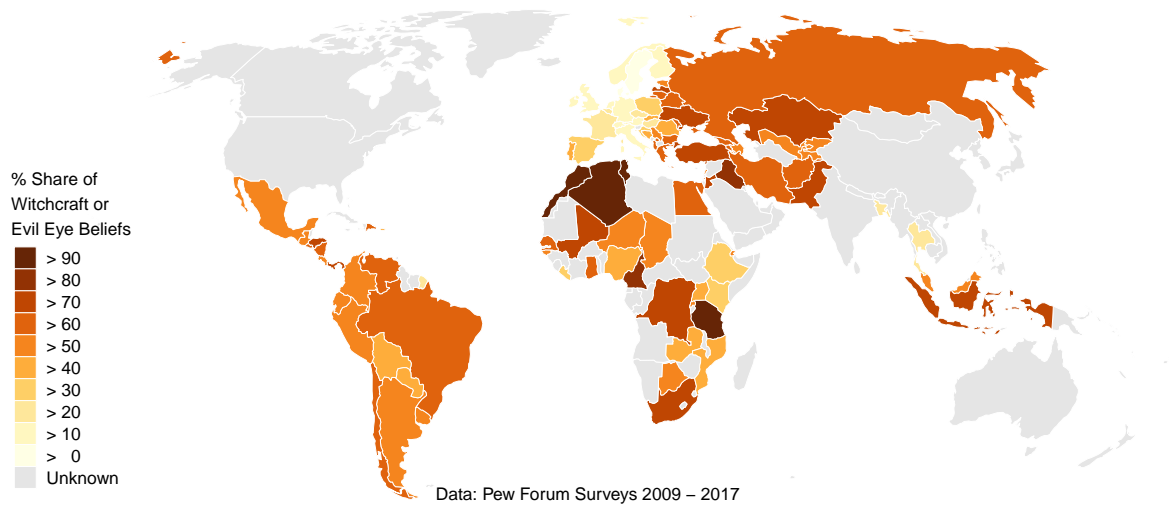 % Share of
Witchcraft or
Evil Eye Beliefs
> 90
> 80
> 70
> 60
> 50
> 40
> 30
> 20
> 10
> 0
Unknown
Data: Pew Forum Surveys 2009 – 2017